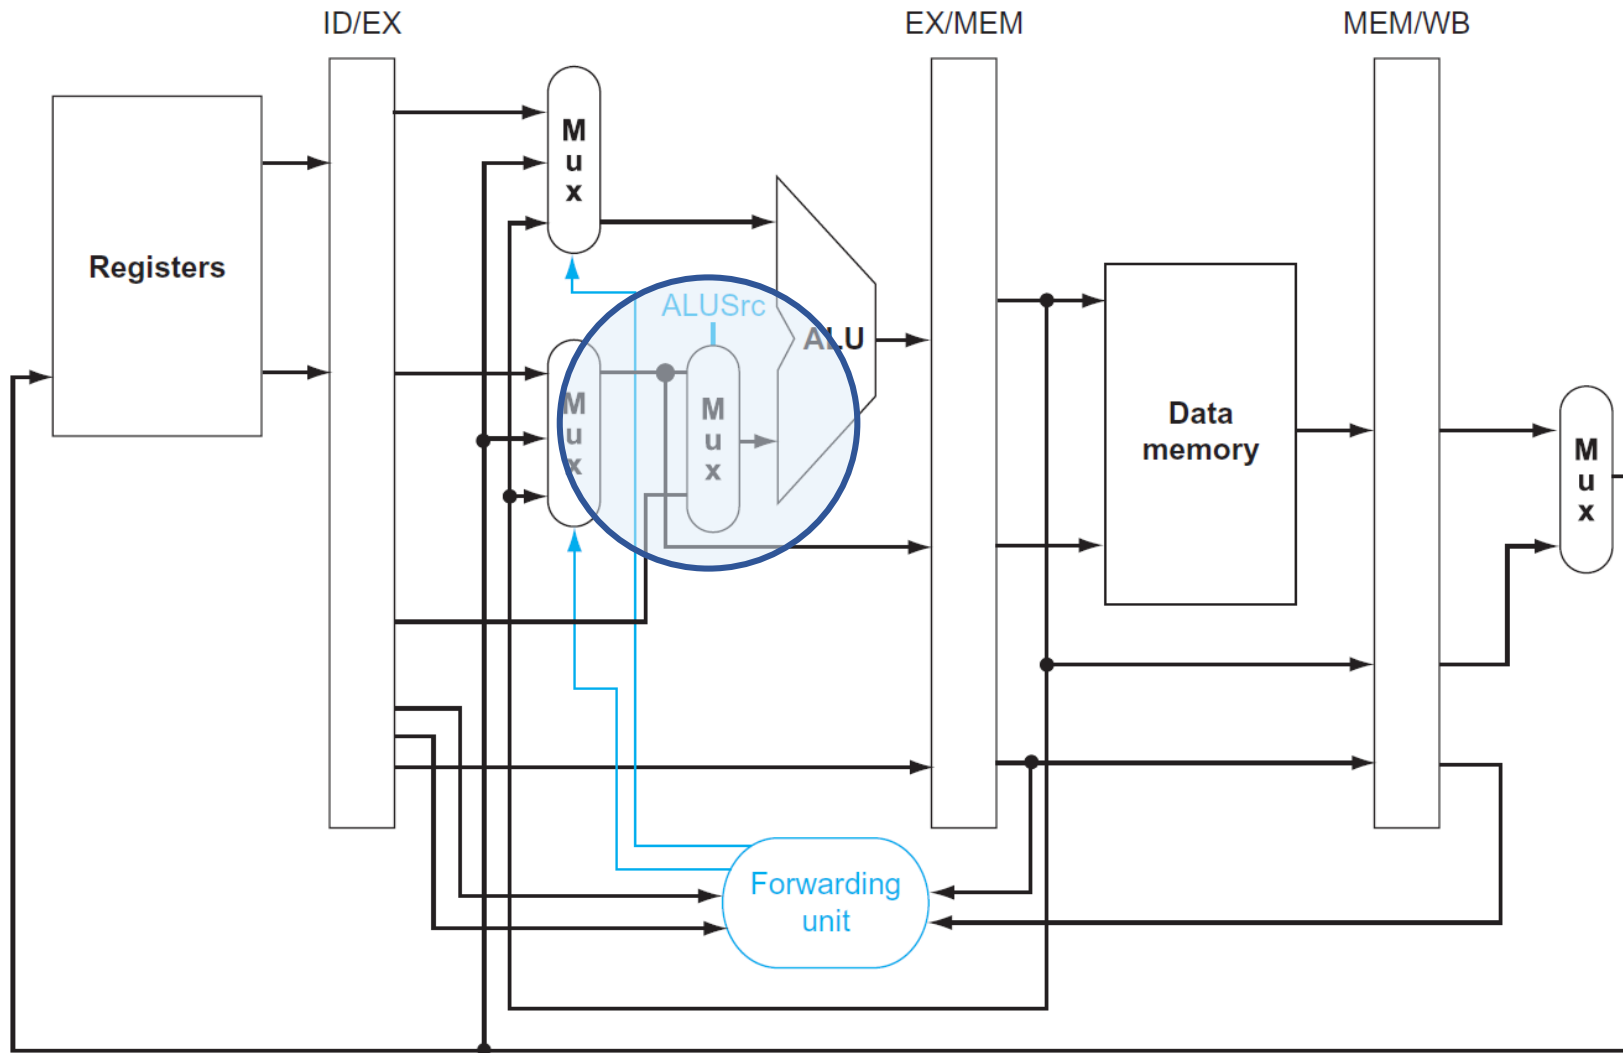 ID/EX
EX/MEM
MEM/WB
M
u
x
Registers
ALUSrc
ALU
M
u
x
M
u
x
Data
memory
M
u
x
Forwarding
unit